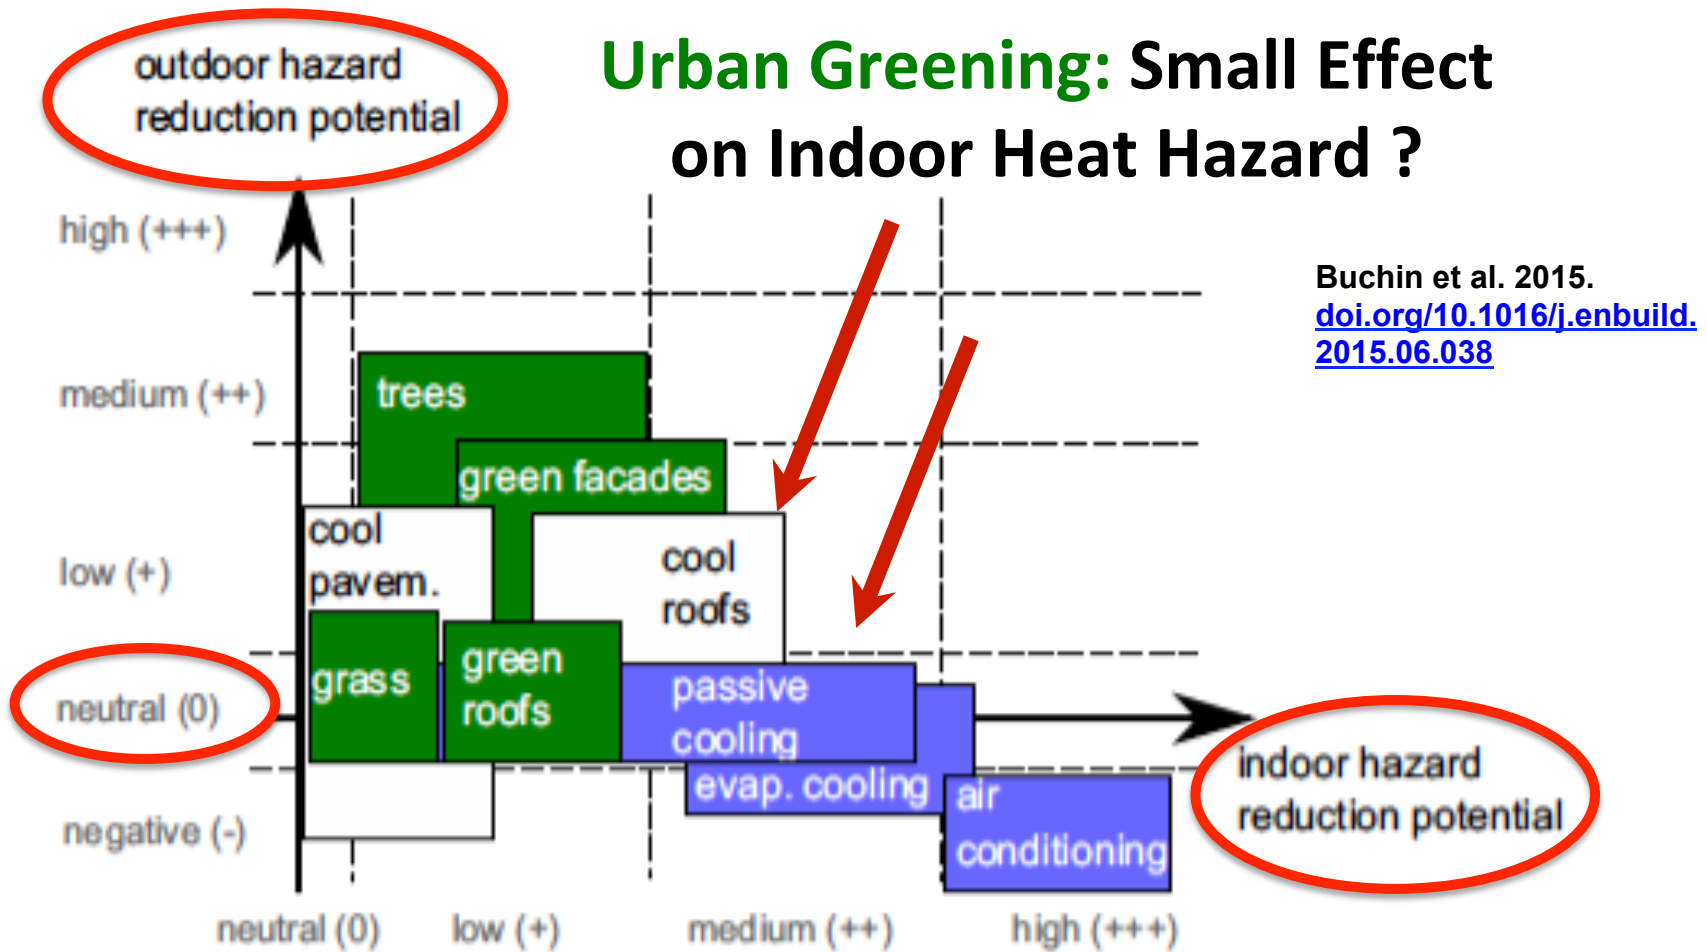 outdoor hazard
reduction potential
Urban Greening: Small Effect
on Indoor Heat Hazard ?
Buchin et al. 2015.
doi.org/10.1016/j.enbuild.
2015.06.038
high (+++)
medium (++)
low (+)
neutral (0)
negative (-)
trees
green facades
cool
pavem.
cool
roofs
grass
green
roofs
passive
cooling
evap. cooling
air
conditioning
indoor hazard
reduction potential
neutral (0)
low (+)
medium (++)
high (+++)